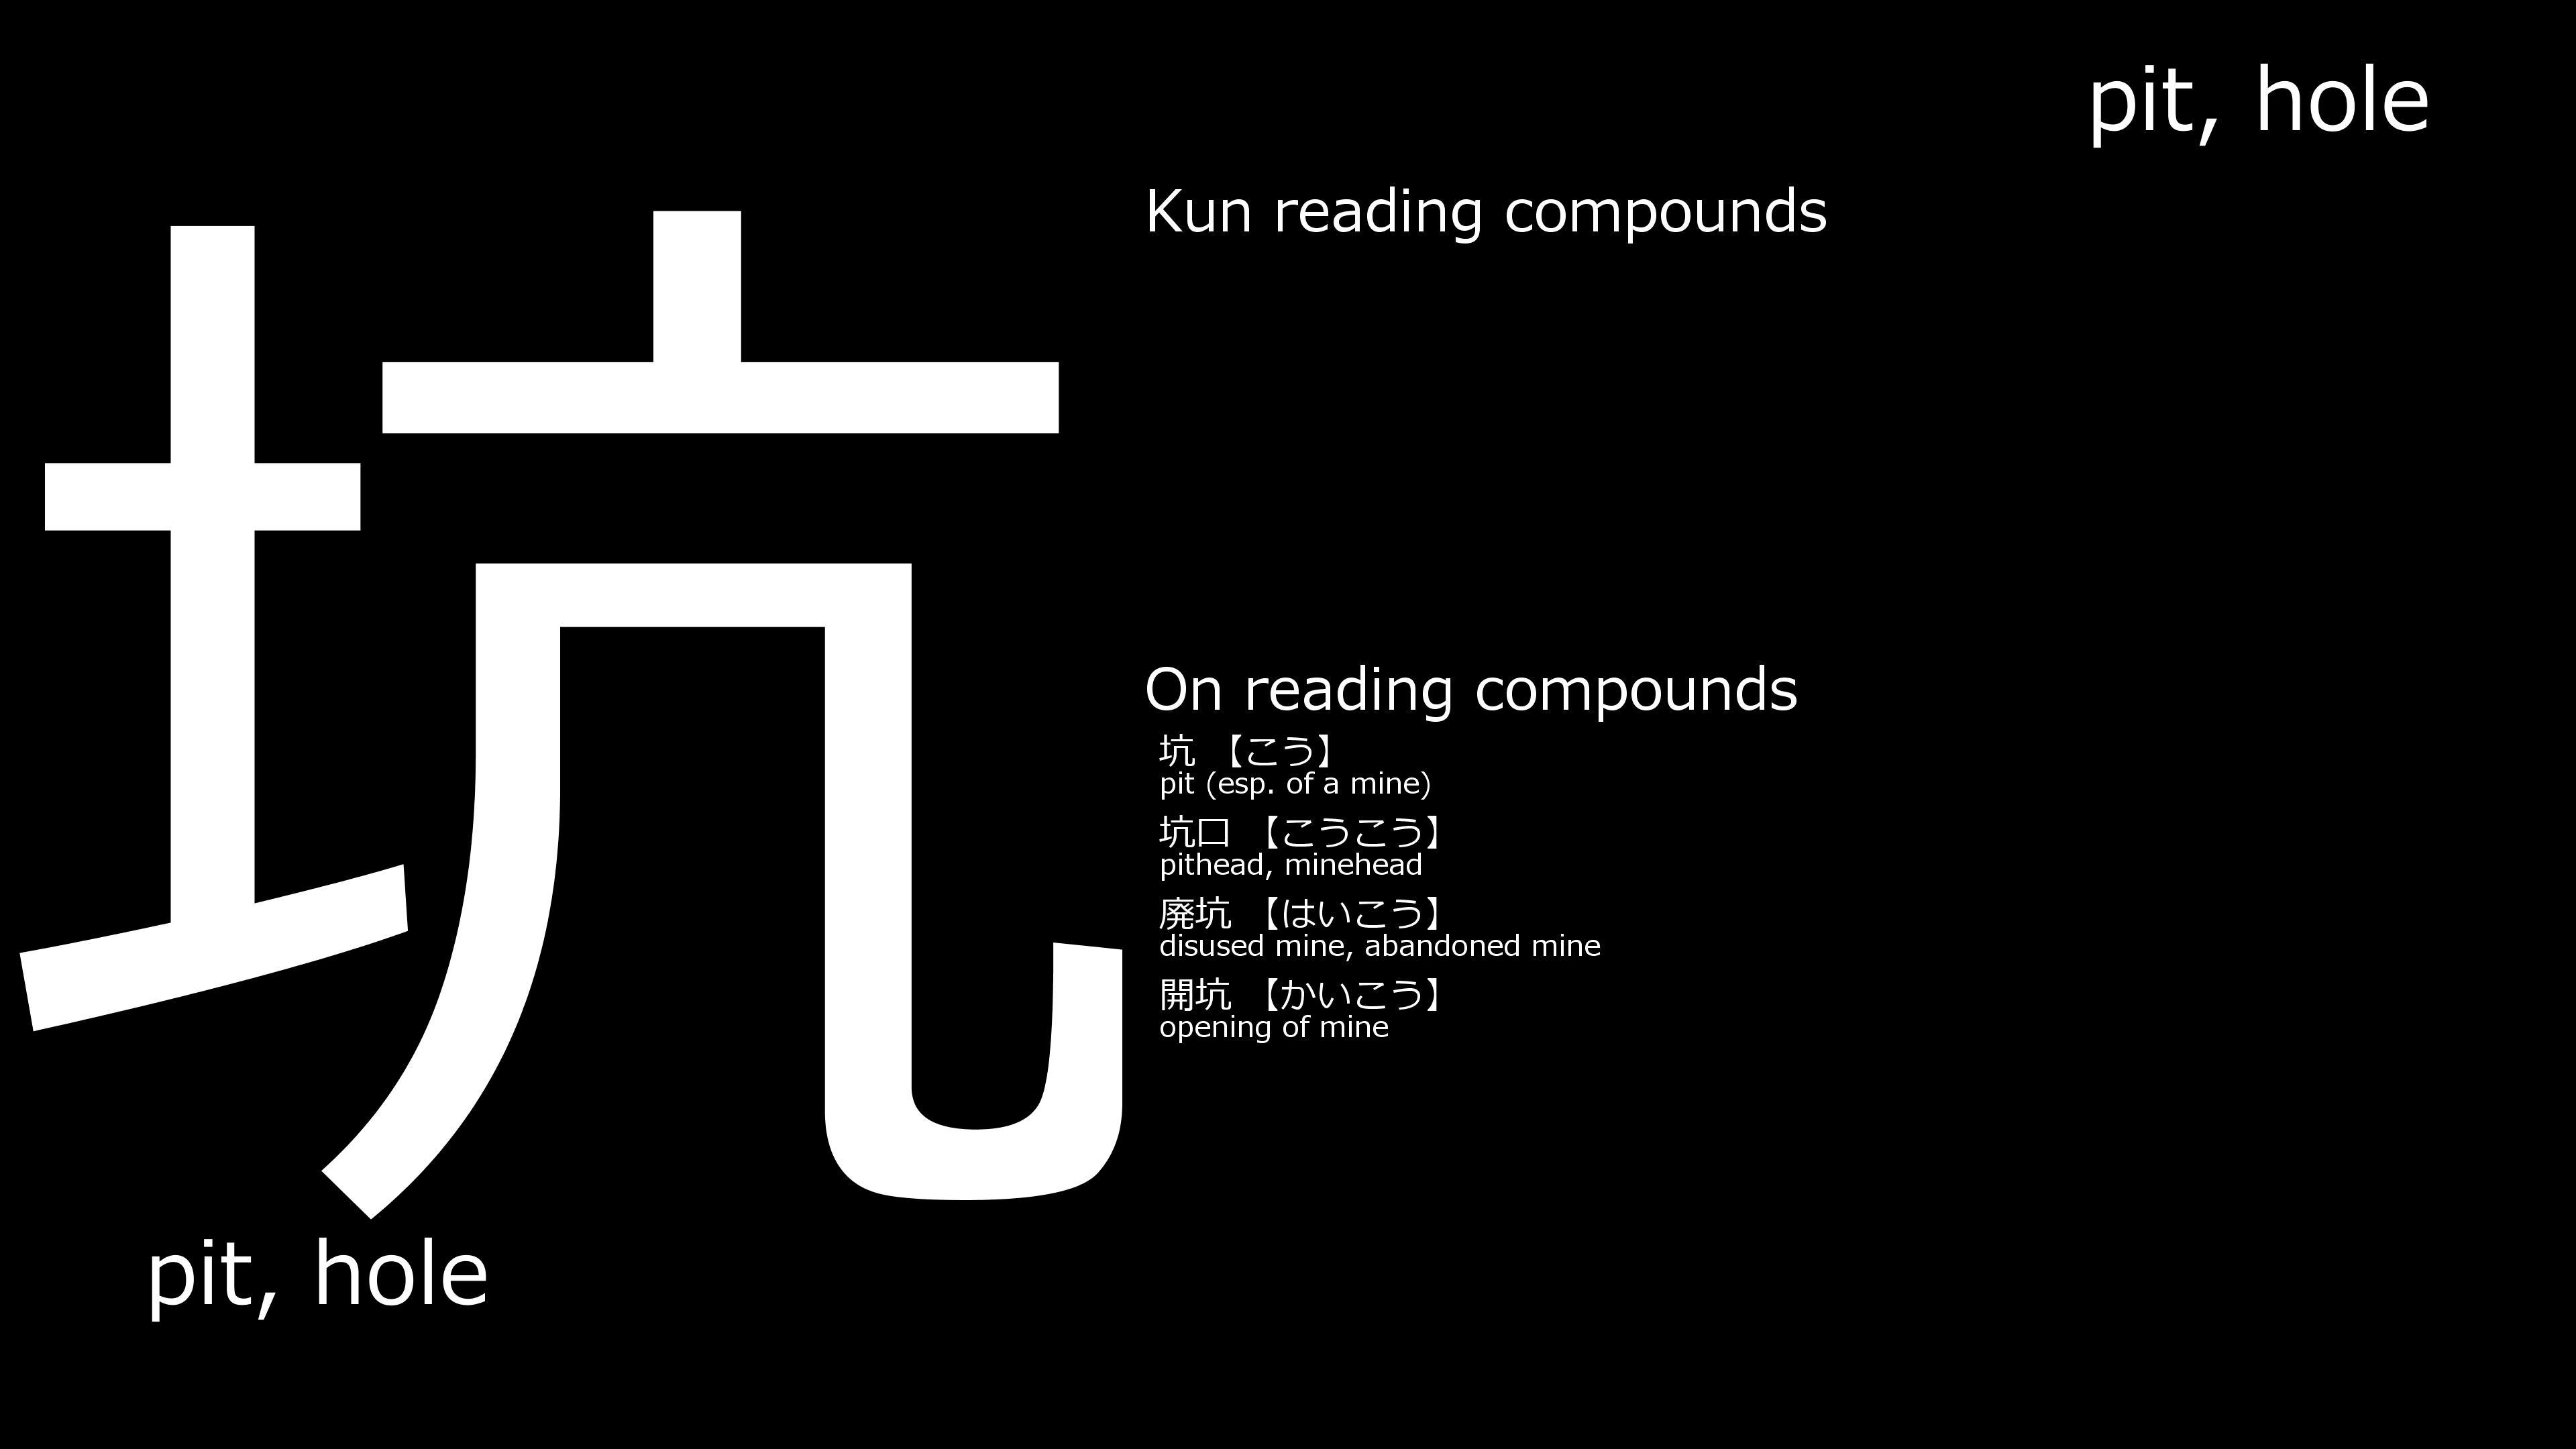 pit, hole
坑
Kun reading compounds
On reading compounds
坑 【こう】
pit (esp. of a mine)
坑口 【こうこう】
pithead, minehead
廃坑 【はいこう】
disused mine, abandoned mine
開坑 【かいこう】
opening of mine
pit, hole